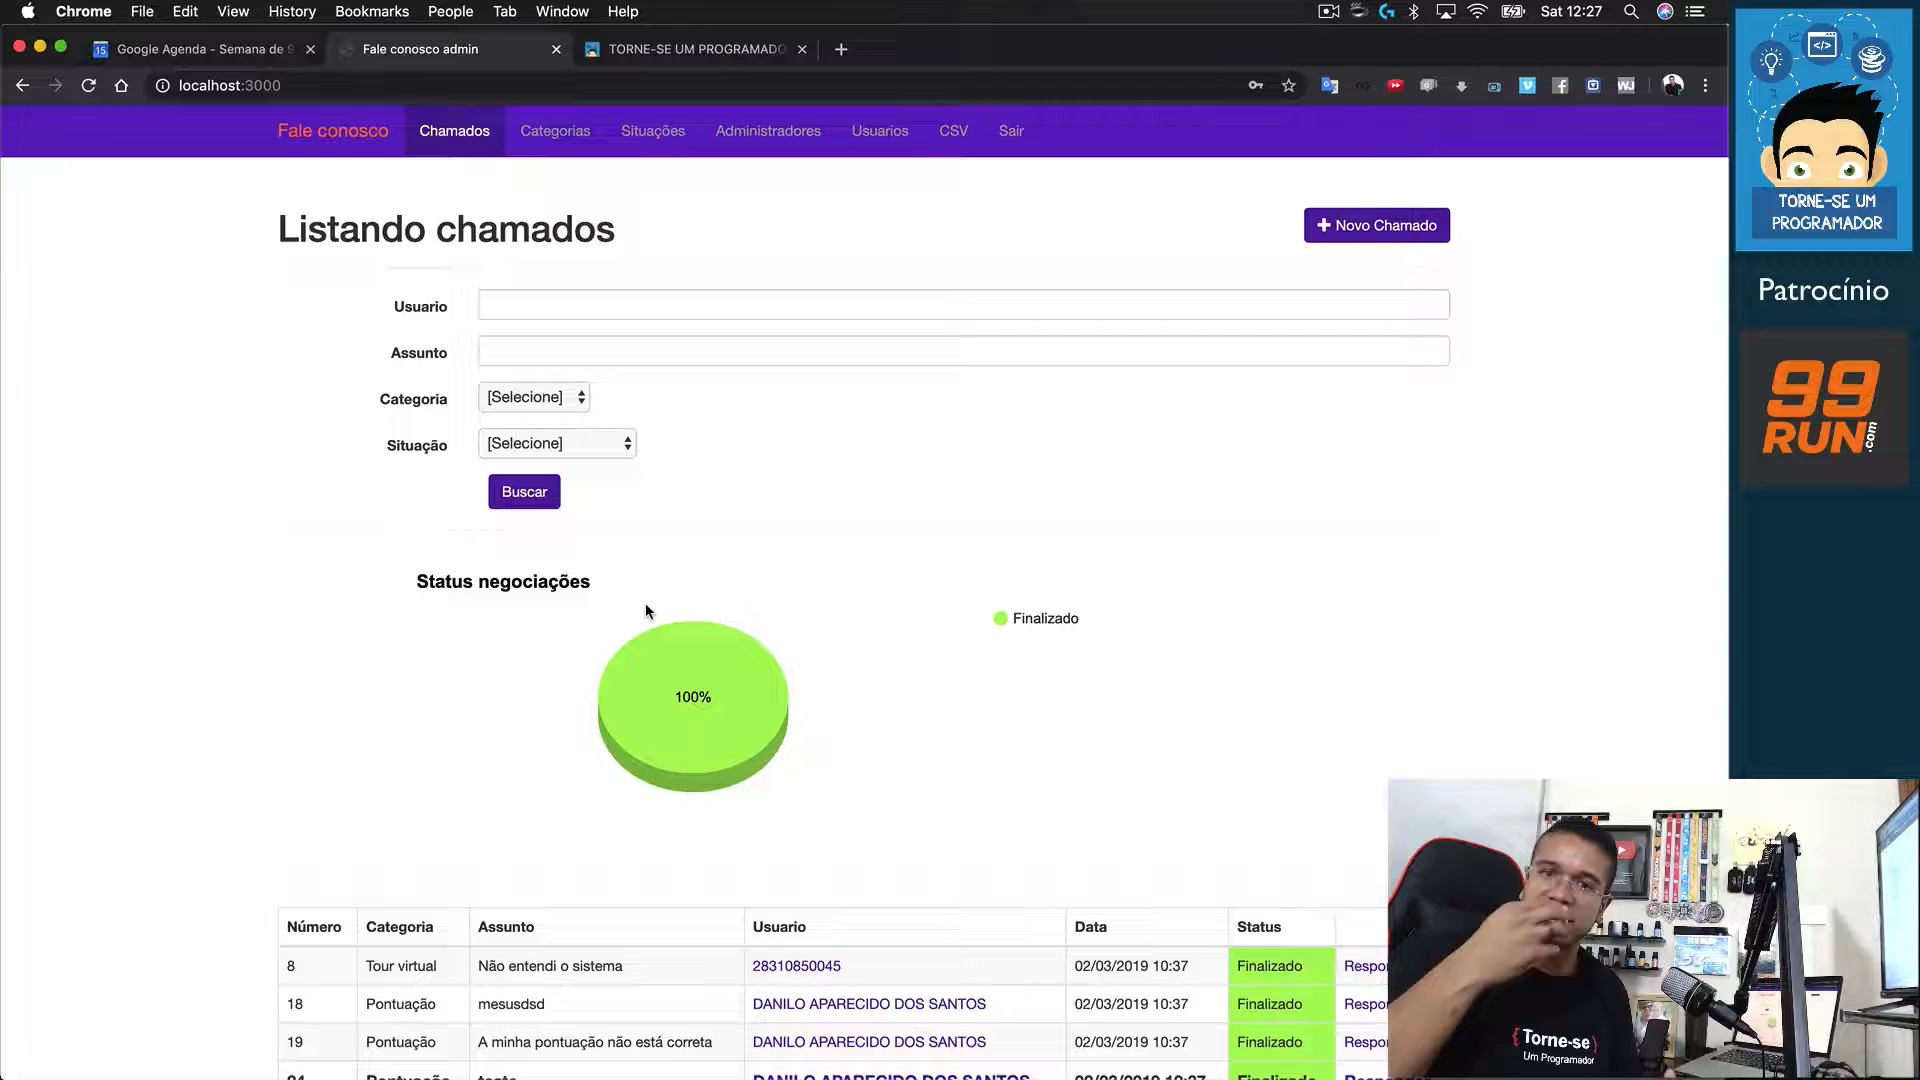 Chrome File Edit View History Bookmarks People Tab Window Help
Sat 12:27
Google Agenda - Semana de 9
Fale conosco admin
TORNE-SE UM PROGRAMADO
localhost:3000
Fale conosco Chamados Categorias Situações Administradores Usuarios CSV Sair
Listando chamados
Novo Chamado
Usuario
Assunto
Categoria [Selecione]
Situação [Selecione]
Buscar
Status negociações
Finalizado
100%
Número Categoria Assunto Usuario Data Status
8 Tour virtual Não entendi o sistema 28310850045 02/03/2019 10:37 Finalizado Respo
18 Pontuação mesusdsd DANILO APARECIDO DOS SANTOS 02/03/2019 10:37 Finalizado Respo
19 Pontuação A minha pontuação não está correta DANILO APARECIDO DOS SANTOS 02/03/2019 10:37 Finalizado Respo
TORNE-SE UM
PROGRAMADOR
Patrocínio
99
RUN.com
{ Torne-se }
Um Programador